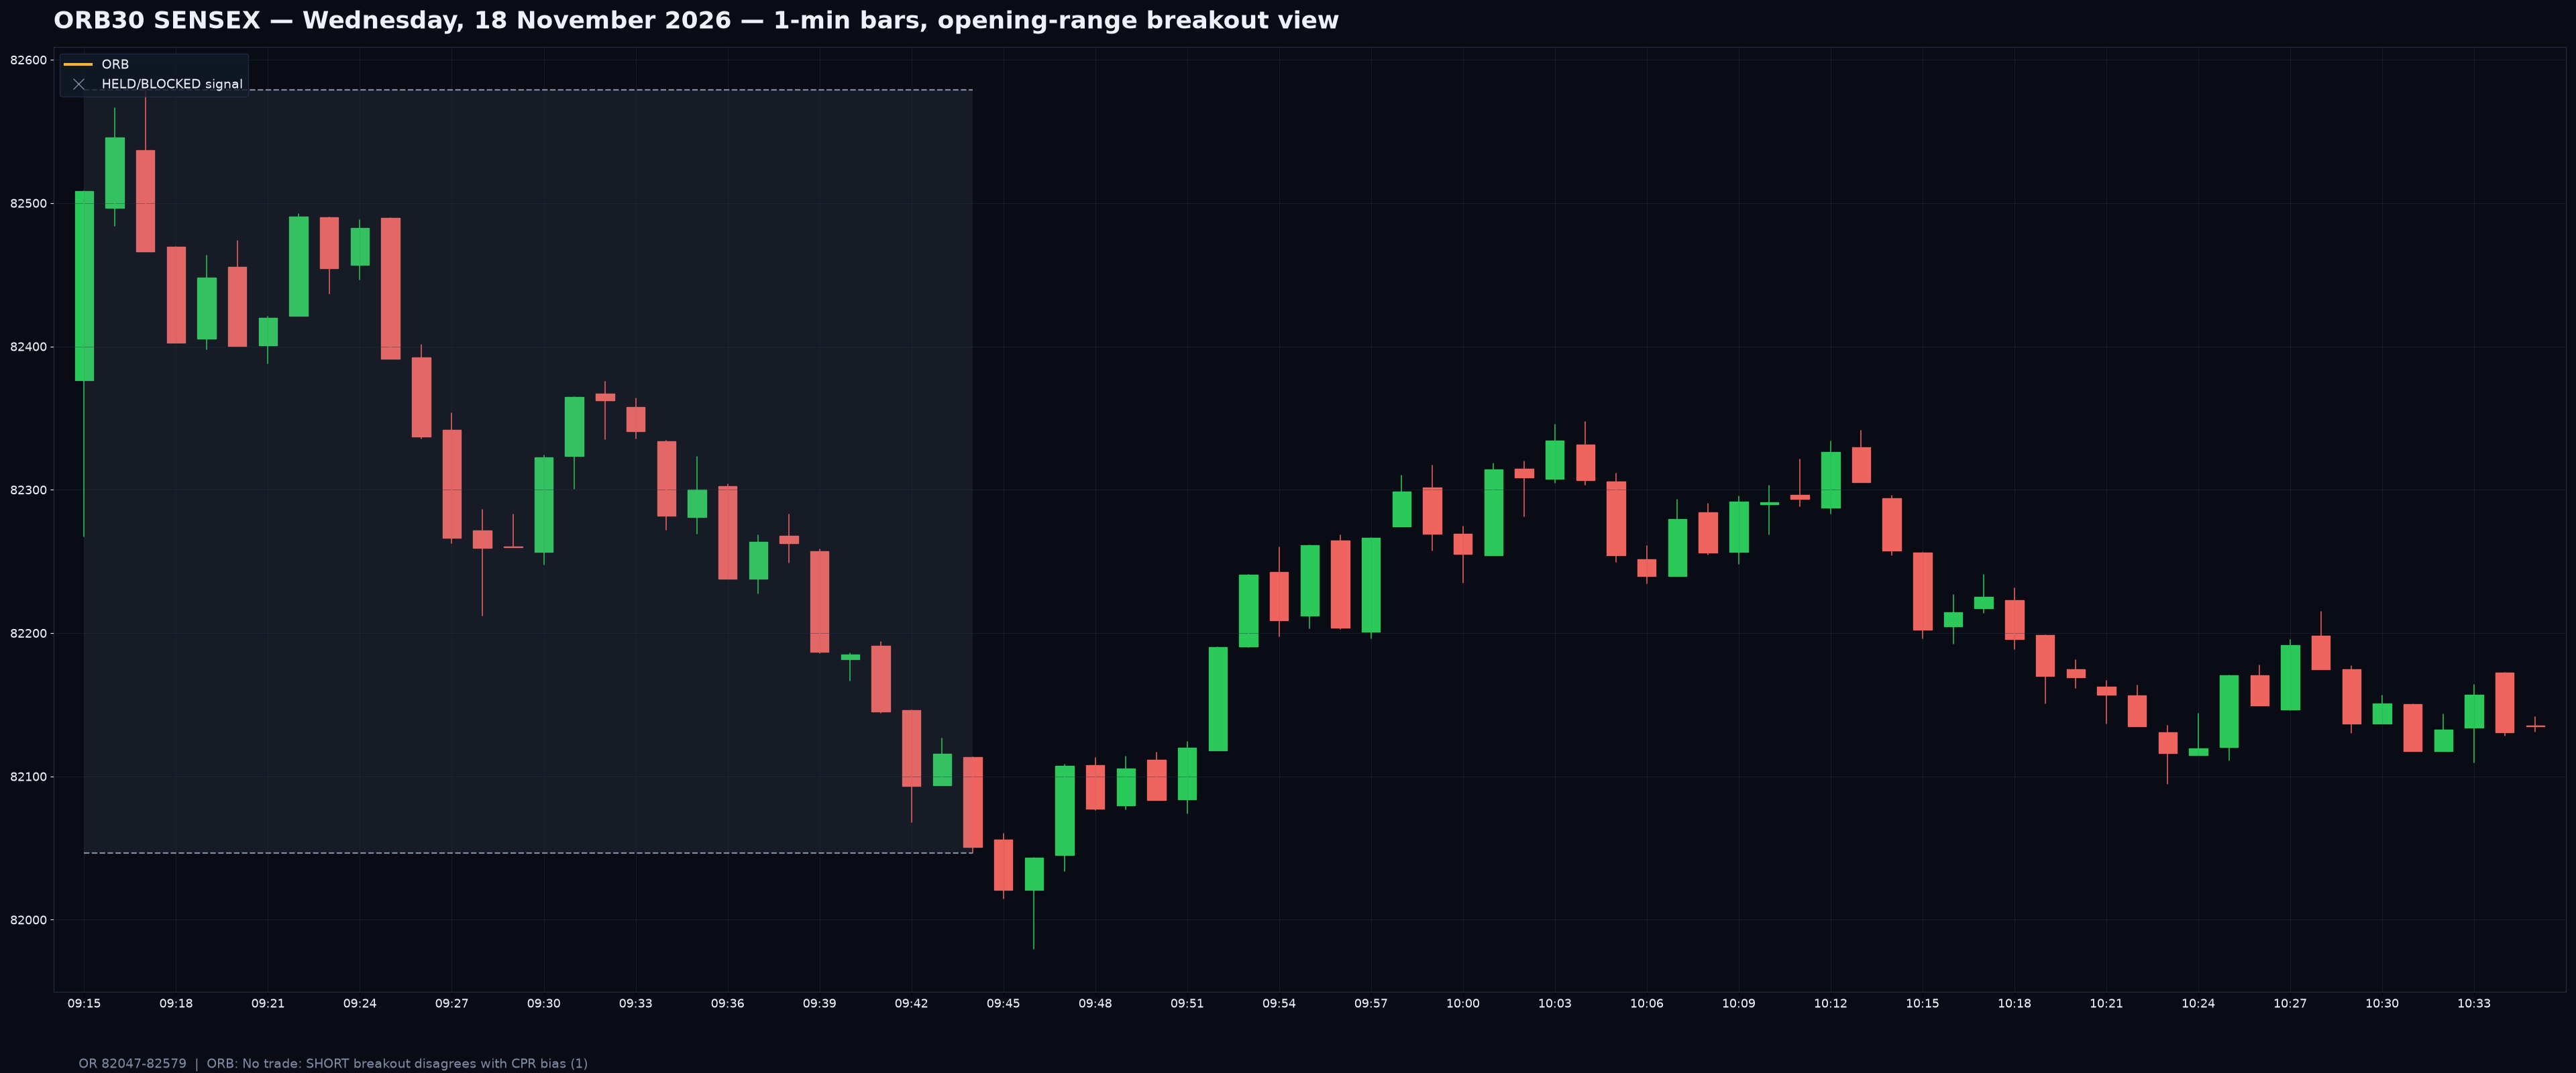 ORB30 SENSEX — Wednesday, 18 November 2026 — 1-min bars, opening-range breakout view
ORB
HELD/BLOCKED signal
82600
82500
82400
82300
82200
82100
82000
09:15 09:18 09:21 09:24 09:27 09:30 09:33 09:36 09:39 09:42 09:45 09:48 09:51 09:54 09:57 10:00 10:03 10:06 10:09 10:12 10:15 10:18 10:21 10:24 10:27 10:30 10:33
OR 82047-82579 | ORB: No trade: SHORT breakout disagrees with CPR bias (1)